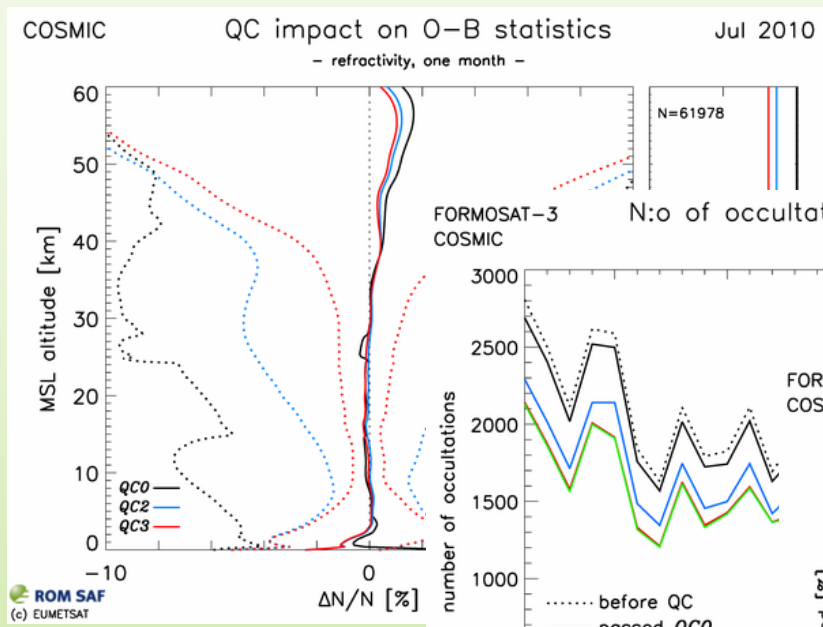 COSMIC QC impact on O-B statistics Jul 2010
- refractivity, one month -
60
50
40
30
20
10
0
MSL altitude [km]
QC0
QC2
QC3
-10 0
ΔN/N [%]
ROM SAF
(c) EUMETSAT
N=61978
FORMOSAT-3 N:o of occultat
COSMIC
3000
2500
2000
1500
1000
number of occultations
before QC
passed QC0
FOR
COS
[%]